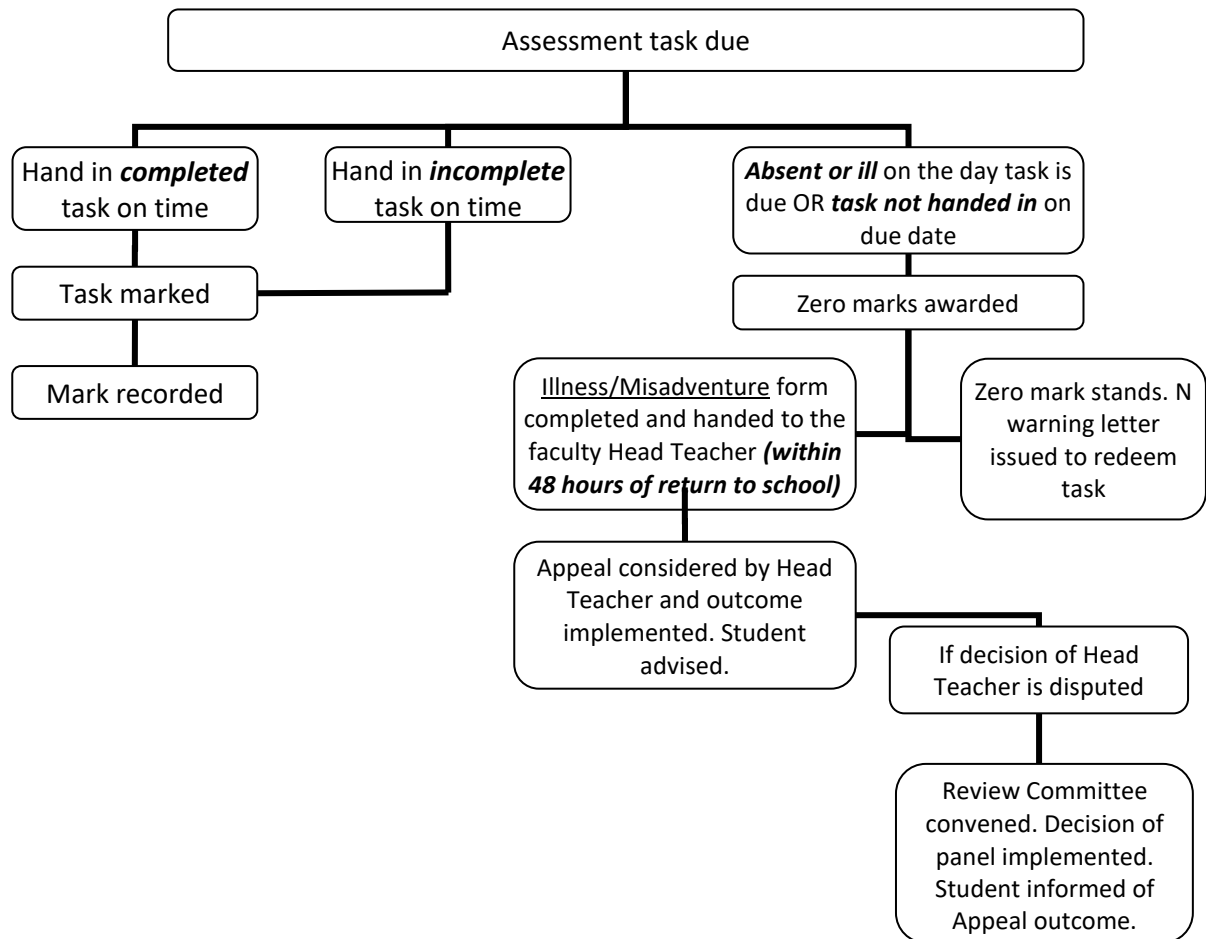 Assessment task due
Hand in completed
task on time
Hand in incomplete
task on time
Absent or ill on the day task is
due OR task not handed in on
due date
Task marked
Zero marks awarded
Mark recorded
Illness/Misadventure form
completed and handed to the
faculty Head Teacher (within
48 hours of return to school)
Zero mark stands. N
warning letter
issued to redeem
task
Appeal considered by Head
Teacher and outcome
implemented. Student
advised.
If decision of Head
Teacher is disputed
Review Committee
convened. Decision of
panel implemented.
Student informed of
Appeal outcome.